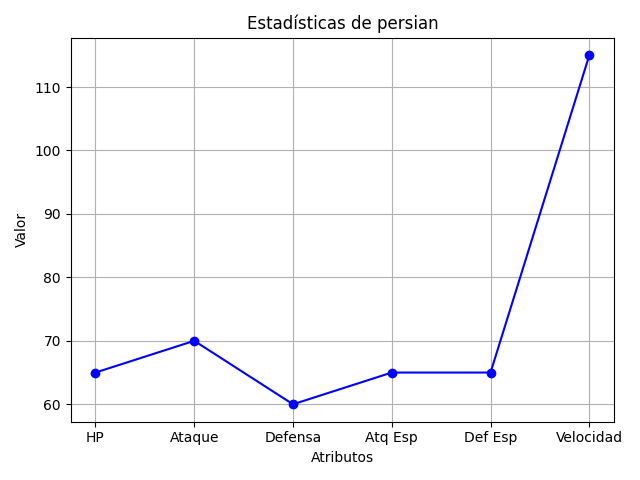 Estadísticas de persian
Valor
110
100
90
80
70
60
HP Ataque Defensa Atq Esp Def Esp Velocidad
Atributos